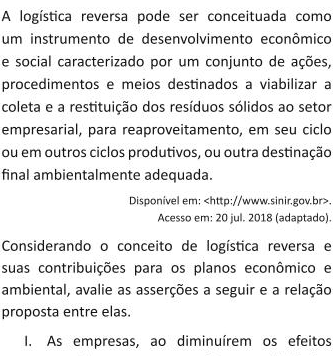 A logística reversa pode ser conceituada como
um instrumento de desenvolvimento econômico
e social caracterizado por um conjunto de ações,
procedimentos e meios destinados a viabilizar a
coleta e a restituição dos resíduos sólidos ao setor
empresarial, para reaproveitamento, em seu ciclo
ou em outros ciclos produtivos, ou outra destinação
final ambientalmente adequada.
Disponível em: <http://www.sinir.gov.br>.
Acesso em: 20 jul. 2018 (adaptado).
Considerando o conceito de logística reversa e
suas contribuições para os planos econômico e
ambiental, avalie as asserções a seguir e a relação
proposta entre elas.
I. As empresas, ao diminuírem os efeitos